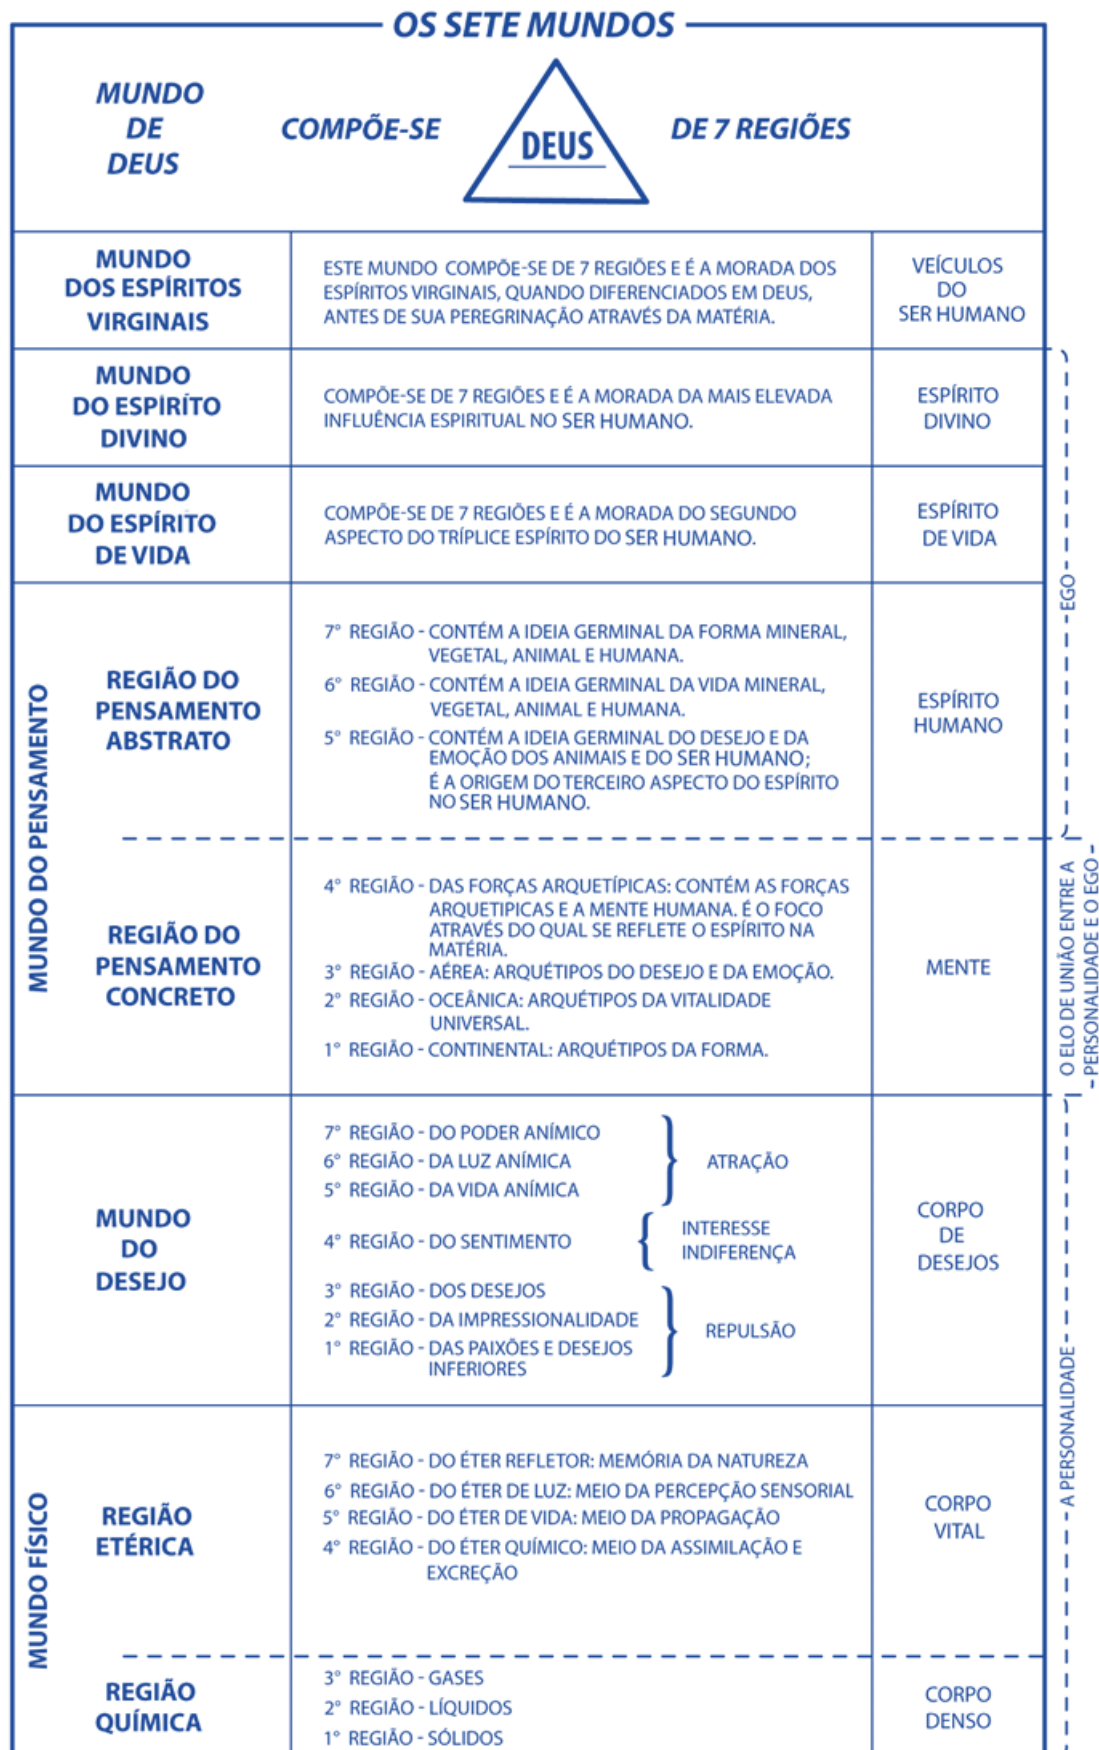 OS SETE MUNDOS
MUNDO
DE
DEUS
COMPÕE-SE
DEUS
DE 7 REGIÕES
MUNDO
DOS ESPÍRITOS
VIRGINAIS
ESTE MUNDO COMPÕE-SE DE 7 REGIÕES E É A MORADA DOS
ESPÍRITOS VIRGINAIS, QUANDO DIFERENCIADOS EM DEUS,
ANTES DE SUA PEREGRINAÇÃO ATRAVÉS DA MATÉRIA.
VEÍCULOS
DO
SER HUMANO
MUNDO
DO ESPÍRITO
DIVINO
COMPÕE-SE DE 7 REGIÕES E É A MORADA DA MAIS ELEVADA
INFLUÊNCIA ESPIRITUAL NO SER HUMANO.
ESPÍRITO
DIVINO
MUNDO
DO ESPÍRITO
DE VIDA
COMPÕE-SE DE 7 REGIÕES E É A MORADA DO SEGUNDO
ASPECTO DO TRÍPLICE ESPÍRITO DO SER HUMANO.
ESPÍRITO
DE VIDA
EGO
MUNDO DO PENSAMENTO
REGIÃO DO
PENSAMENTO
ABSTRATO
7° REGIÃO - CONTÉM A IDEIA GERMINAL DA FORMA MINERAL,
VEGETAL, ANIMAL E HUMANA.
6° REGIÃO - CONTÉM A IDEIA GERMINAL DA VIDA MINERAL,
VEGETAL, ANIMAL E HUMANA.
5° REGIÃO - CONTÉM A IDEIA GERMINAL DO DESEJO E DA
EMOÇÃO DOS ANIMAIS E DO SER HUMANO;
É A ORIGEM DO TERCEIRO ASPECTO DO ESPÍRITO
NO SER HUMANO.
ESPÍRITO
HUMANO
REGIÃO DO
PENSAMENTO
CONCRETO
4° REGIÃO - DAS FORÇAS ARQUETÍPICAS: CONTÉM AS FORÇAS
ARQUETIPICAS E A MENTE HUMANA. É O FOCO
ATRAVÉS DO QUAL SE REFLETE O ESPÍRITO NA
MATÉRIA.
3° REGIÃO - AÉREA: ARQUÉTIPOS DO DESEJO E DA EMOÇÃO.
2° REGIÃO - OCEÂNICA: ARQUÉTIPOS DA VITALIDADE
UNIVERSAL.
1° REGIÃO - CONTINENTAL: ARQUÉTIPOS DA FORMA.
MENTE
O ELO DE UNIÃO ENTRE A
PERSONALIDADE E O EGO
MUNDO
DO
DESEJO
7° REGIÃO - DO PODER ANÍMICO
6° REGIÃO - DA LUZ ANÍMICA
5° REGIÃO - DA VIDA ANÍMICA
ATRAÇÃO
4° REGIÃO - DO SENTIMENTO
INTERESSE
INDIFERENÇA
3° REGIÃO - DOS DESEJOS
2° REGIÃO - DA IMPRESSIONALIDADE
1° REGIÃO - DAS PAIXÕES E DESEJOS
INFERIORES
REPULSÃO
CORPO
DE
DESEJOS
A PERSONALIDADE
MUNDO FÍSICO
REGIÃO
ETÉRICA
7° REGIÃO - DO ÉTER REFLETOR: MEMÓRIA DA NATUREZA
6° REGIÃO - DO ÉTER DE LUZ: MEIO DA PERCEPÇÃO SENSORIAL
5° REGIÃO - DO ÉTER DE VIDA: MEIO DA PROPAGAÇÃO
4° REGIÃO - DO ÉTER QUÍMICO: MEIO DA ASSIMILAÇÃO E
EXCREÇÃO
CORPO
VITAL
REGIÃO
QUÍMICA
3° REGIÃO - GASES
2° REGIÃO - LÍQUIDOS
1° REGIÃO - SÓLIDOS
CORPO
DENSO